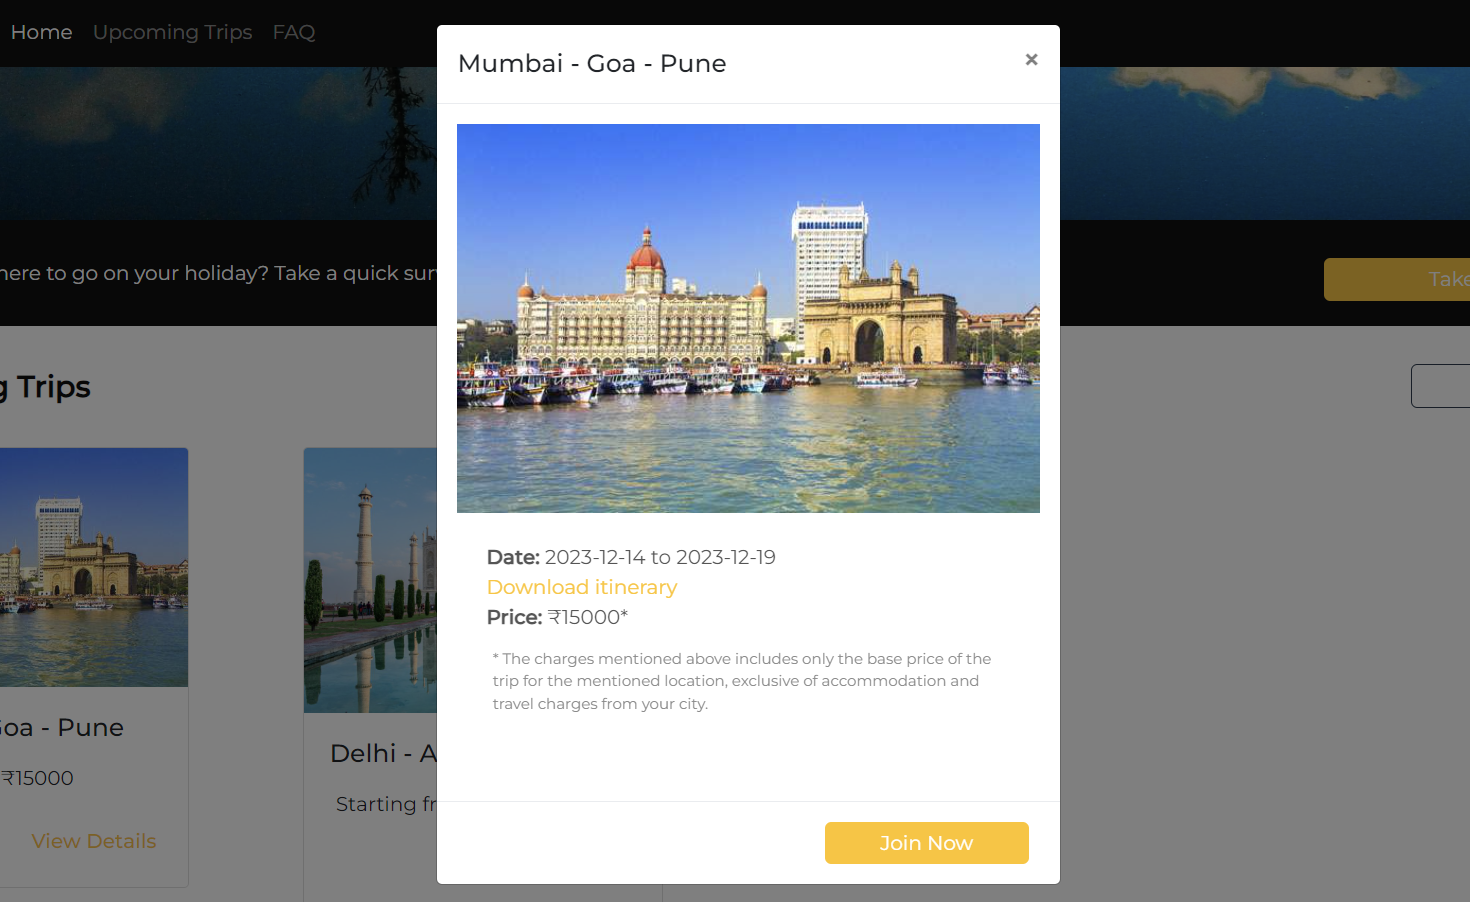 Home Upcoming Trips FAQ
Mumbai - Goa - Pune ×
here to go on your holiday? Take a quick sur
Take
g Trips
Date: 2023-12-14 to 2023-12-19
Download itinerary
Price: ₹15000*
* The charges mentioned above includes only the base price of the
trip for the mentioned location, exclusive of accommodation and
travel charges from your city.
Goa - Pune
₹15000
View Details
Delhi - A
Starting fr
Join Now